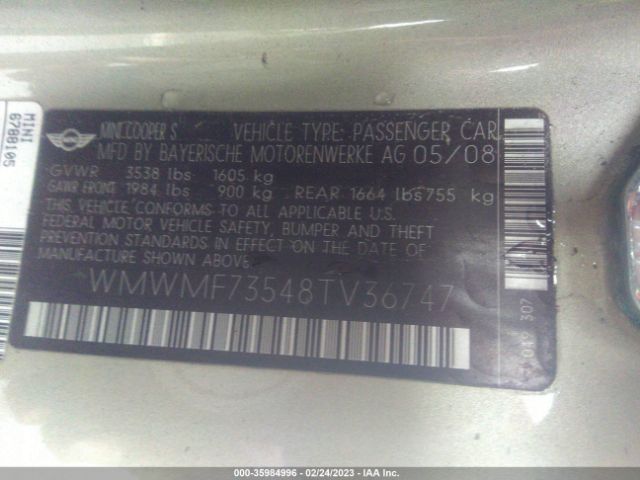 MINI COOPER S VEHICLE TYPE: PASSENGER CAR
MFD BY BAYERISCHE MOTORENWERKE AG 05/08
GVWR 3538 lbs 1605 kg
GAWR FRONT 1984 lbs 900 kg REAR 1664 lbs 755 kg
THIS VEHICLE CONFORMS TO ALL APPLICABLE U.S.
FEDERAL MOTOR VEHICLE SAFETY, BUMPER AND THEFT
PREVENTION STANDARDS IN EFFECT ON THE DATE OF
MANUFACTURE SHOWN ABOVE.
WMWMF73548TV36747
MINI
6788105
307
000-35984996 - 02/24/2023 - IAA Inc.